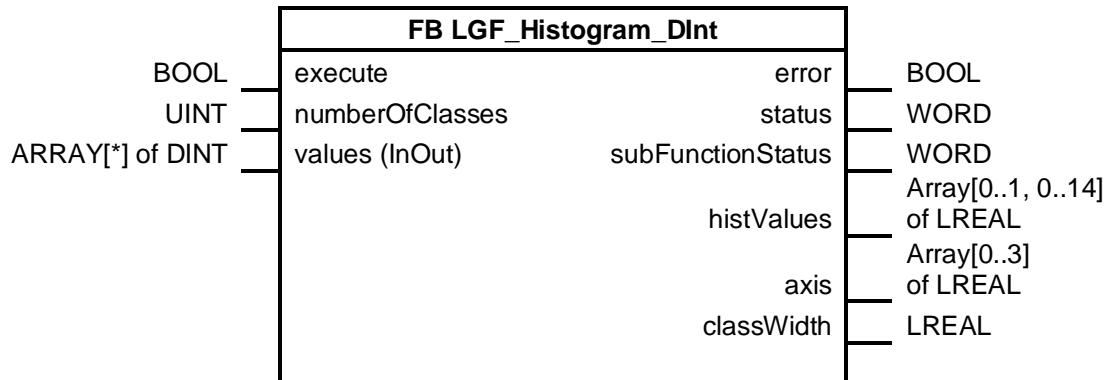 FB LGF_Histogram_DInt
BOOL execute error BOOL
UINT numberOfClasses status WORD
ARRAY[*] of DINT values (InOut) subFunctionStatus WORD
Array[0..1, 0..14]
histValues of LREAL
Array[0..3]
axis of LREAL
classWidth LREAL